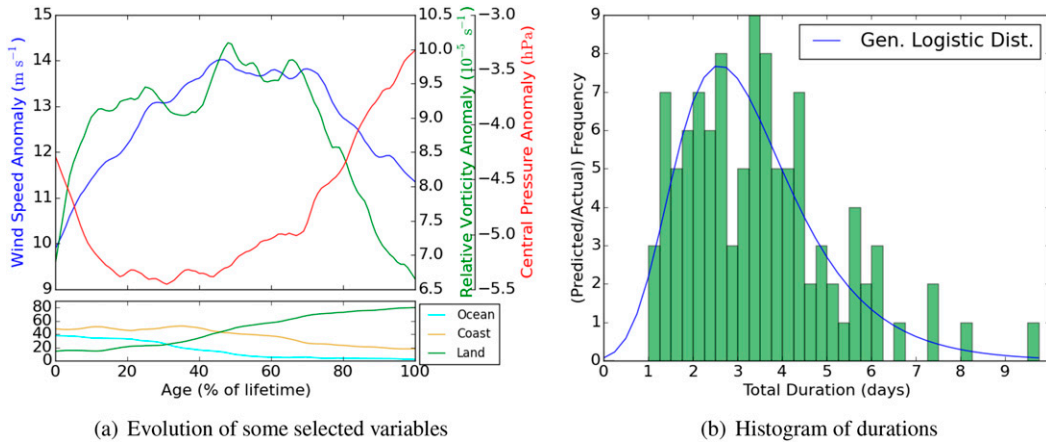 15
14
13
12
11
10
9
Wind Speed Anomaly (m s⁻¹)
10.5
10.0
9.5
9.0
8.5
8.0
7.5
7.0
6.5
Relative Vorticity Anomaly (10⁻⁵ s⁻¹)
−3.0
−3.5
−4.0
−4.5
−5.0
−5.5
Central Pressure Anomaly (hPa)
80
60
40
20
0
Ocean
Coast
Land
0 20 40 60 80 100
Age (% of lifetime)
(a) Evolution of some selected variables
9
8
7
6
5
4
3
2
1
0
(Predicted/Actual) Frequency
Gen. Logistic Dist.
0 1 2 3 4 5 6 7 8 9
Total Duration (days)
(b) Histogram of durations